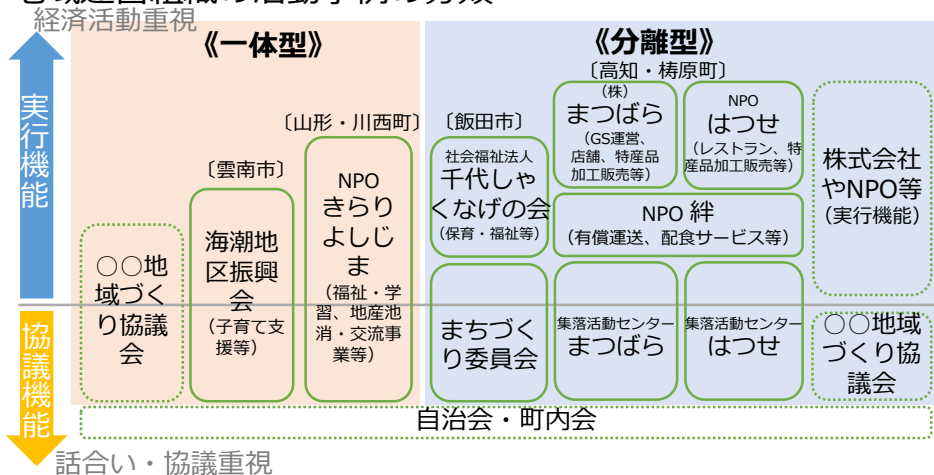 経済活動重視
《一体型》
《分離型》
実行機能
協議機能
○○地
域づく
り協議
会
〔雲南市〕
海潮地
区振興
会
(子育て支
援等)
〔山形・川西町〕
NPO
きらり
よしじ
ま
(福祉・学
習、地産池
消・交流事
業等)
〔飯田市〕
社会福祉法人
千代しゃ
くなげの会
(保育・福祉等)
まちづく
り委員会
〔高知・梼原町〕
(株)
まつばら
(GS運営、
店舗、特産品
加工販売等)
NPO
はつせ
(レストラン、特
産品加工販売等)
NPO 絆
(有償運送、配食サービス等)
集落活動センター
まつばら
集落活動センター
はつせ
株式会社
やNPO等
(実行機能)
○○地域
づくり協
議会
自治会・町内会
話合い・協議重視